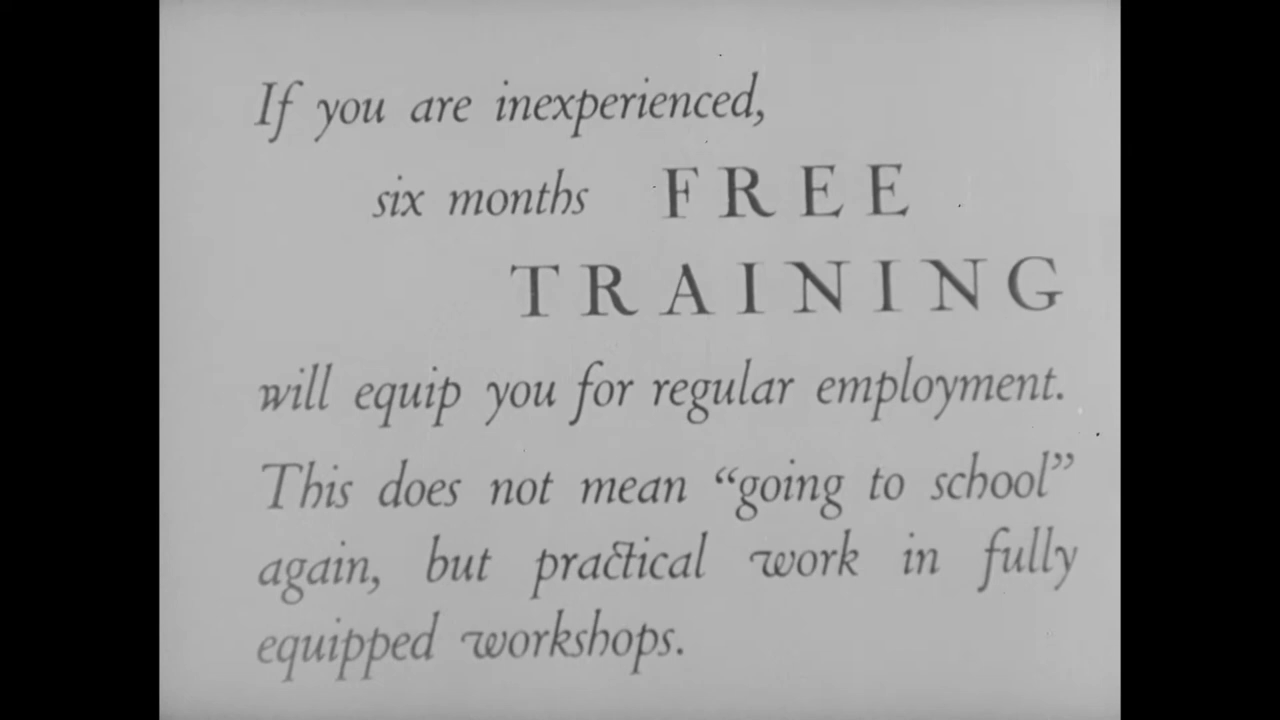 If you are inexperienced,
six months FREE
TRAINING
will equip you for regular employment.
This does not mean “going to school”
again, but practical work in fully
equipped workshops.